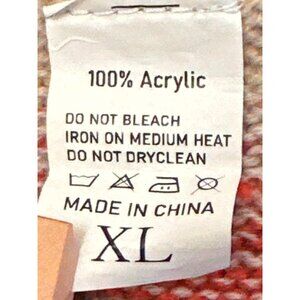 100% Acrylic
DO NOT BLEACH
IRON ON MEDIUM HEAT
DO NOT DRYCLEAN
MADE IN CHINA
XL